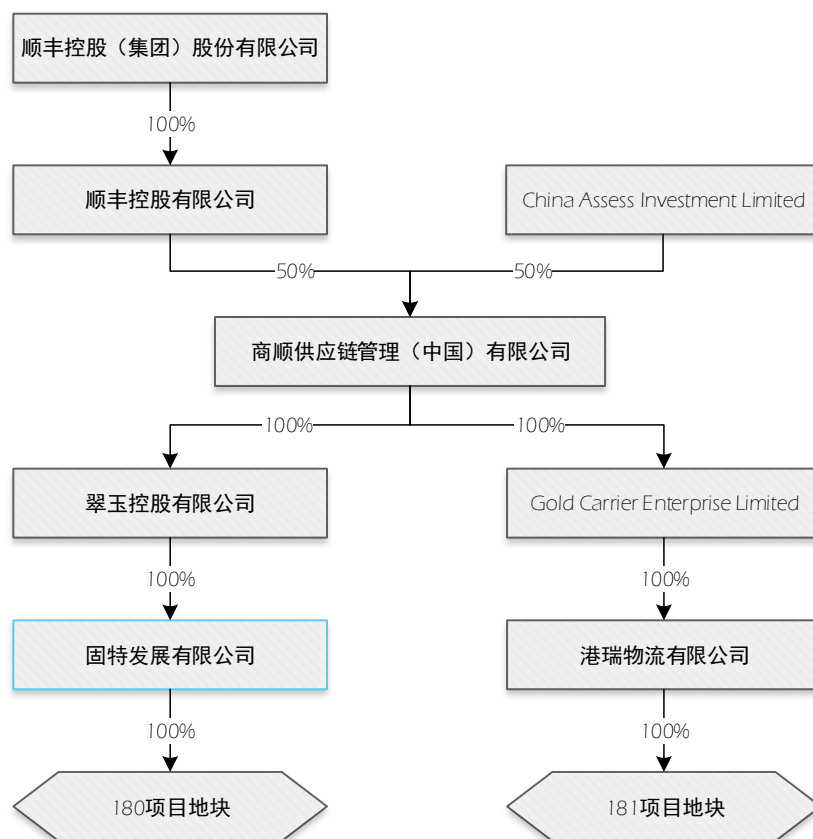 顺丰控股（集团）股份有限公司
100%
顺丰控股有限公司
China Assess Investment Limited
50%
50%
商顺供应链管理（中国）有限公司
100%
100%
翠玉控股有限公司
Gold Carrier Enterprise Limited
100%
100%
固特发展有限公司
港瑞物流有限公司
100%
100%
180项目地块
181项目地块